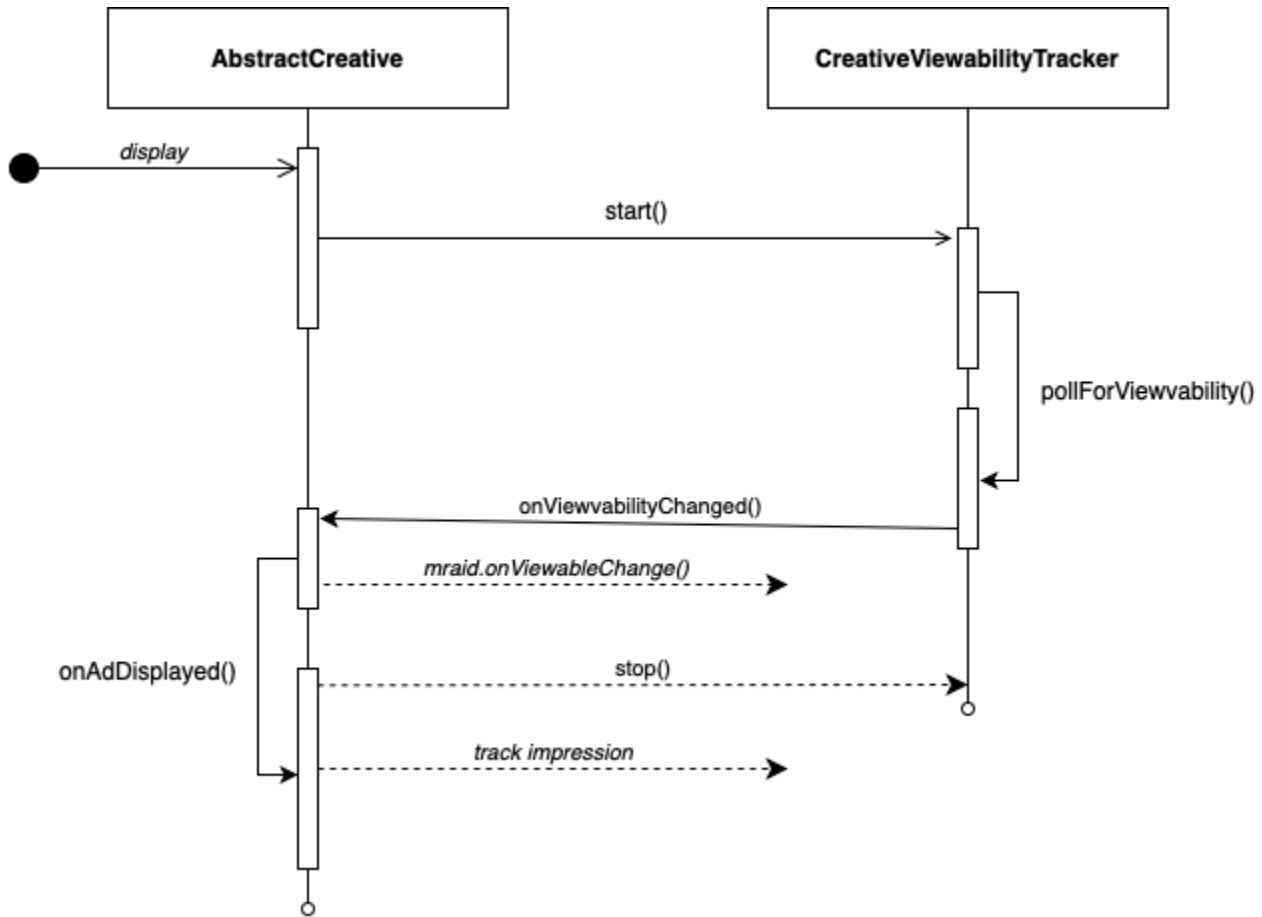 AbstractCreative
CreativeViewabilityTracker
display
start()
pollForViewvability()
onViewvabilityChanged()
mraid.onViewableChange()
onAdDisplayed()
stop()
track impression